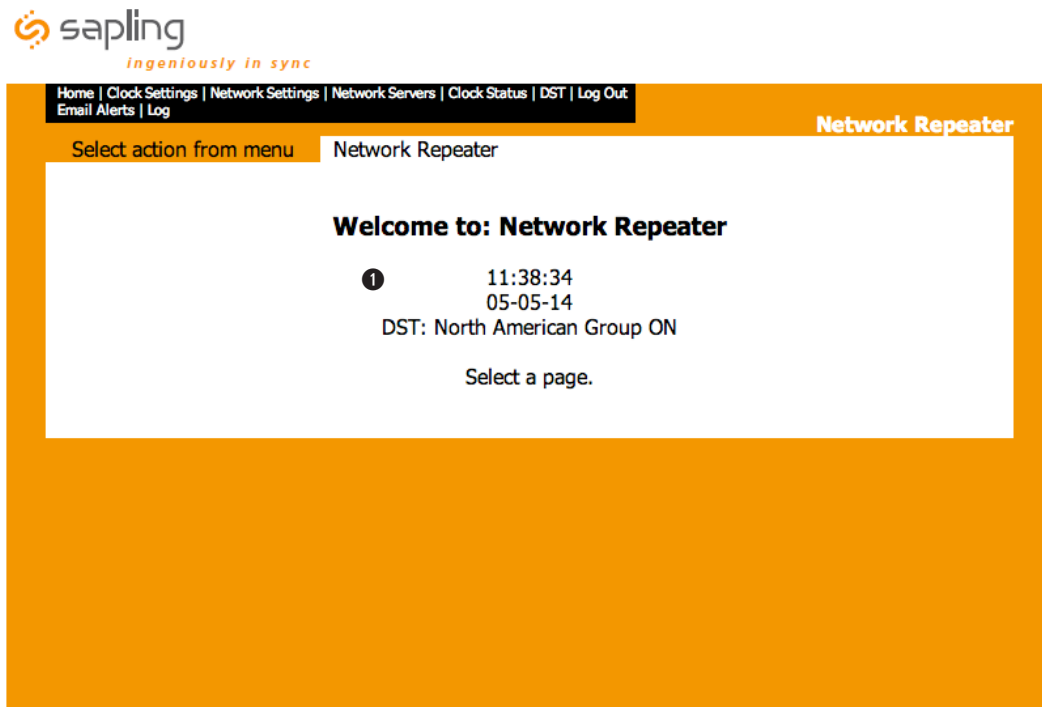 sapling
ingeniously in sync
Home | Clock Settings | Network Settings | Network Servers | Clock Status | DST | Log Out
Email Alerts | Log
Network Repeater
Select action from menu
Network Repeater
Welcome to: Network Repeater
1
11:38:34
05-05-14
DST: North American Group ON
Select a page.